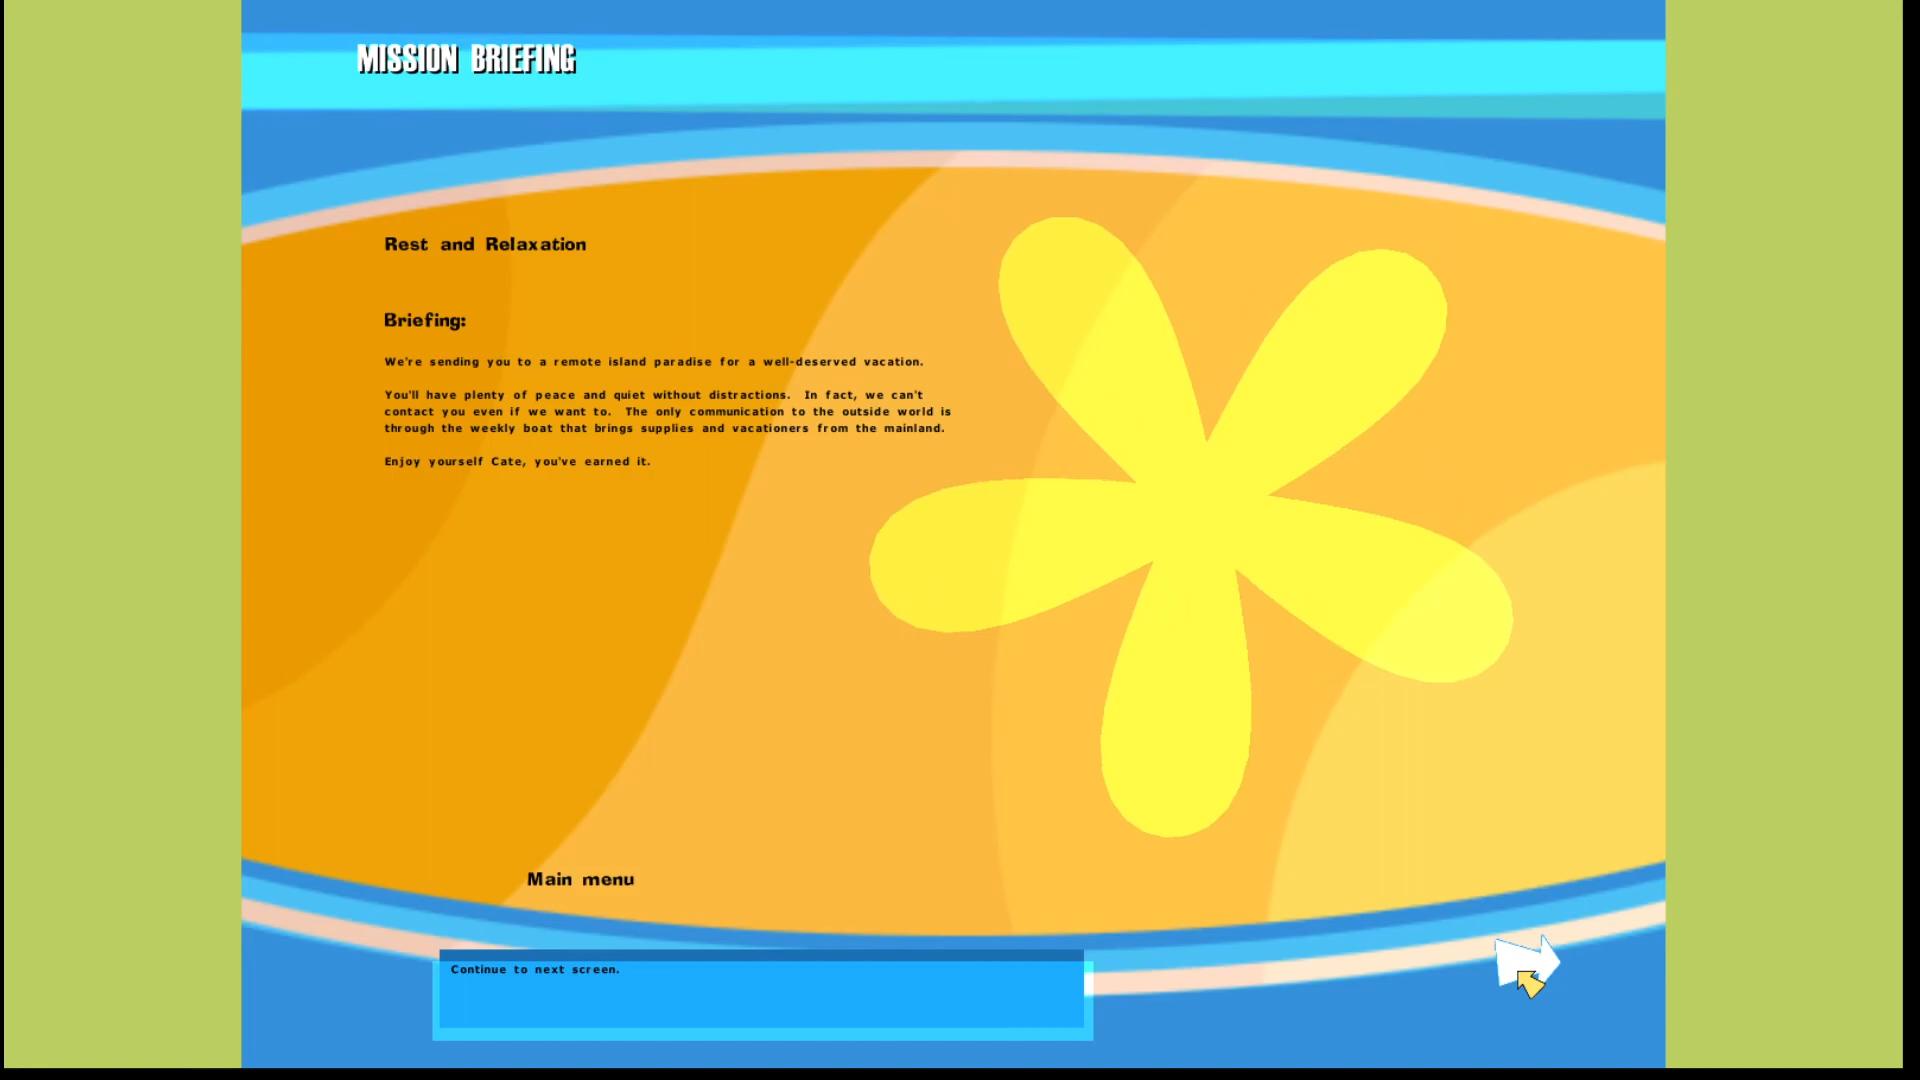 MISSION BRIEFING
Rest and Relaxation
Briefing:
We're sending you to a remote island paradise for a well-deserved vacation.
You'll have plenty of peace and quiet without distractions.  In fact, we can't
contact you even if we want to.  The only communication to the outside world is
through the weekly boat that brings supplies and vacationers from the mainland.
Enjoy yourself Cate, you've earned it.
Main menu
Continue to next screen.